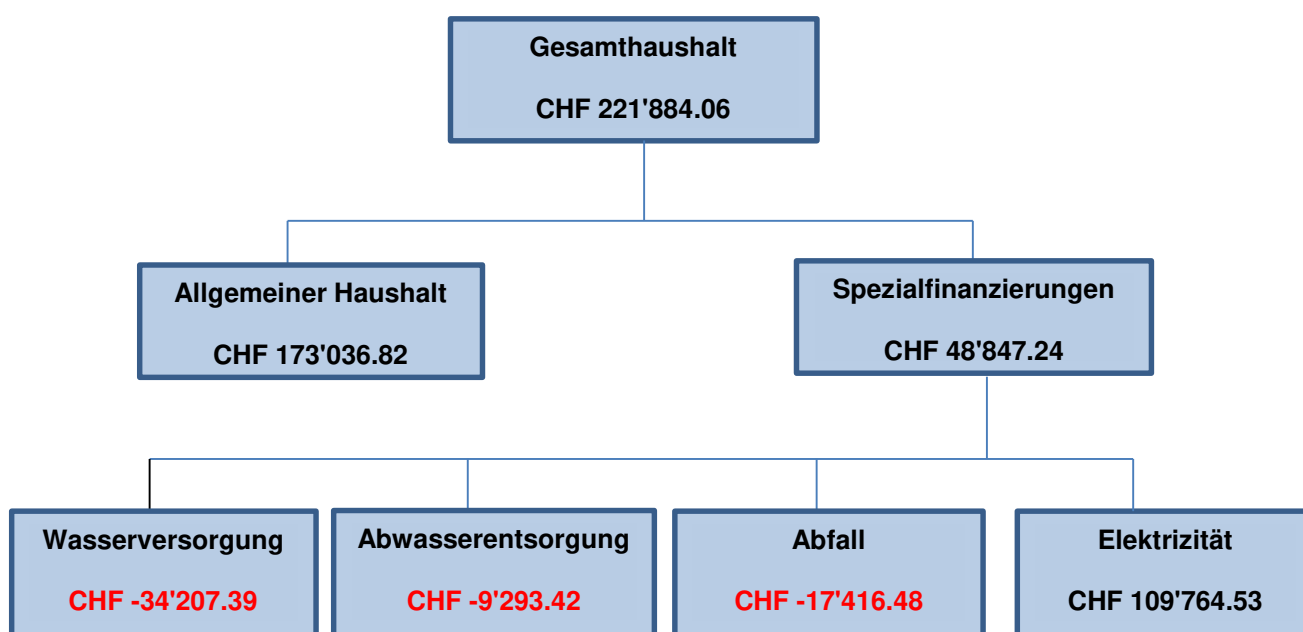 Gesamthaushalt
CHF 221'884.06
Allgemeiner Haushalt
CHF 173'036.82
Spezialfinanzierungen
CHF 48'847.24
Wasserversorgung
CHF -34'207.39
Abwasserentsorgung
CHF -9'293.42
Abfall
CHF -17'416.48
Elektrizität
CHF 109'764.53